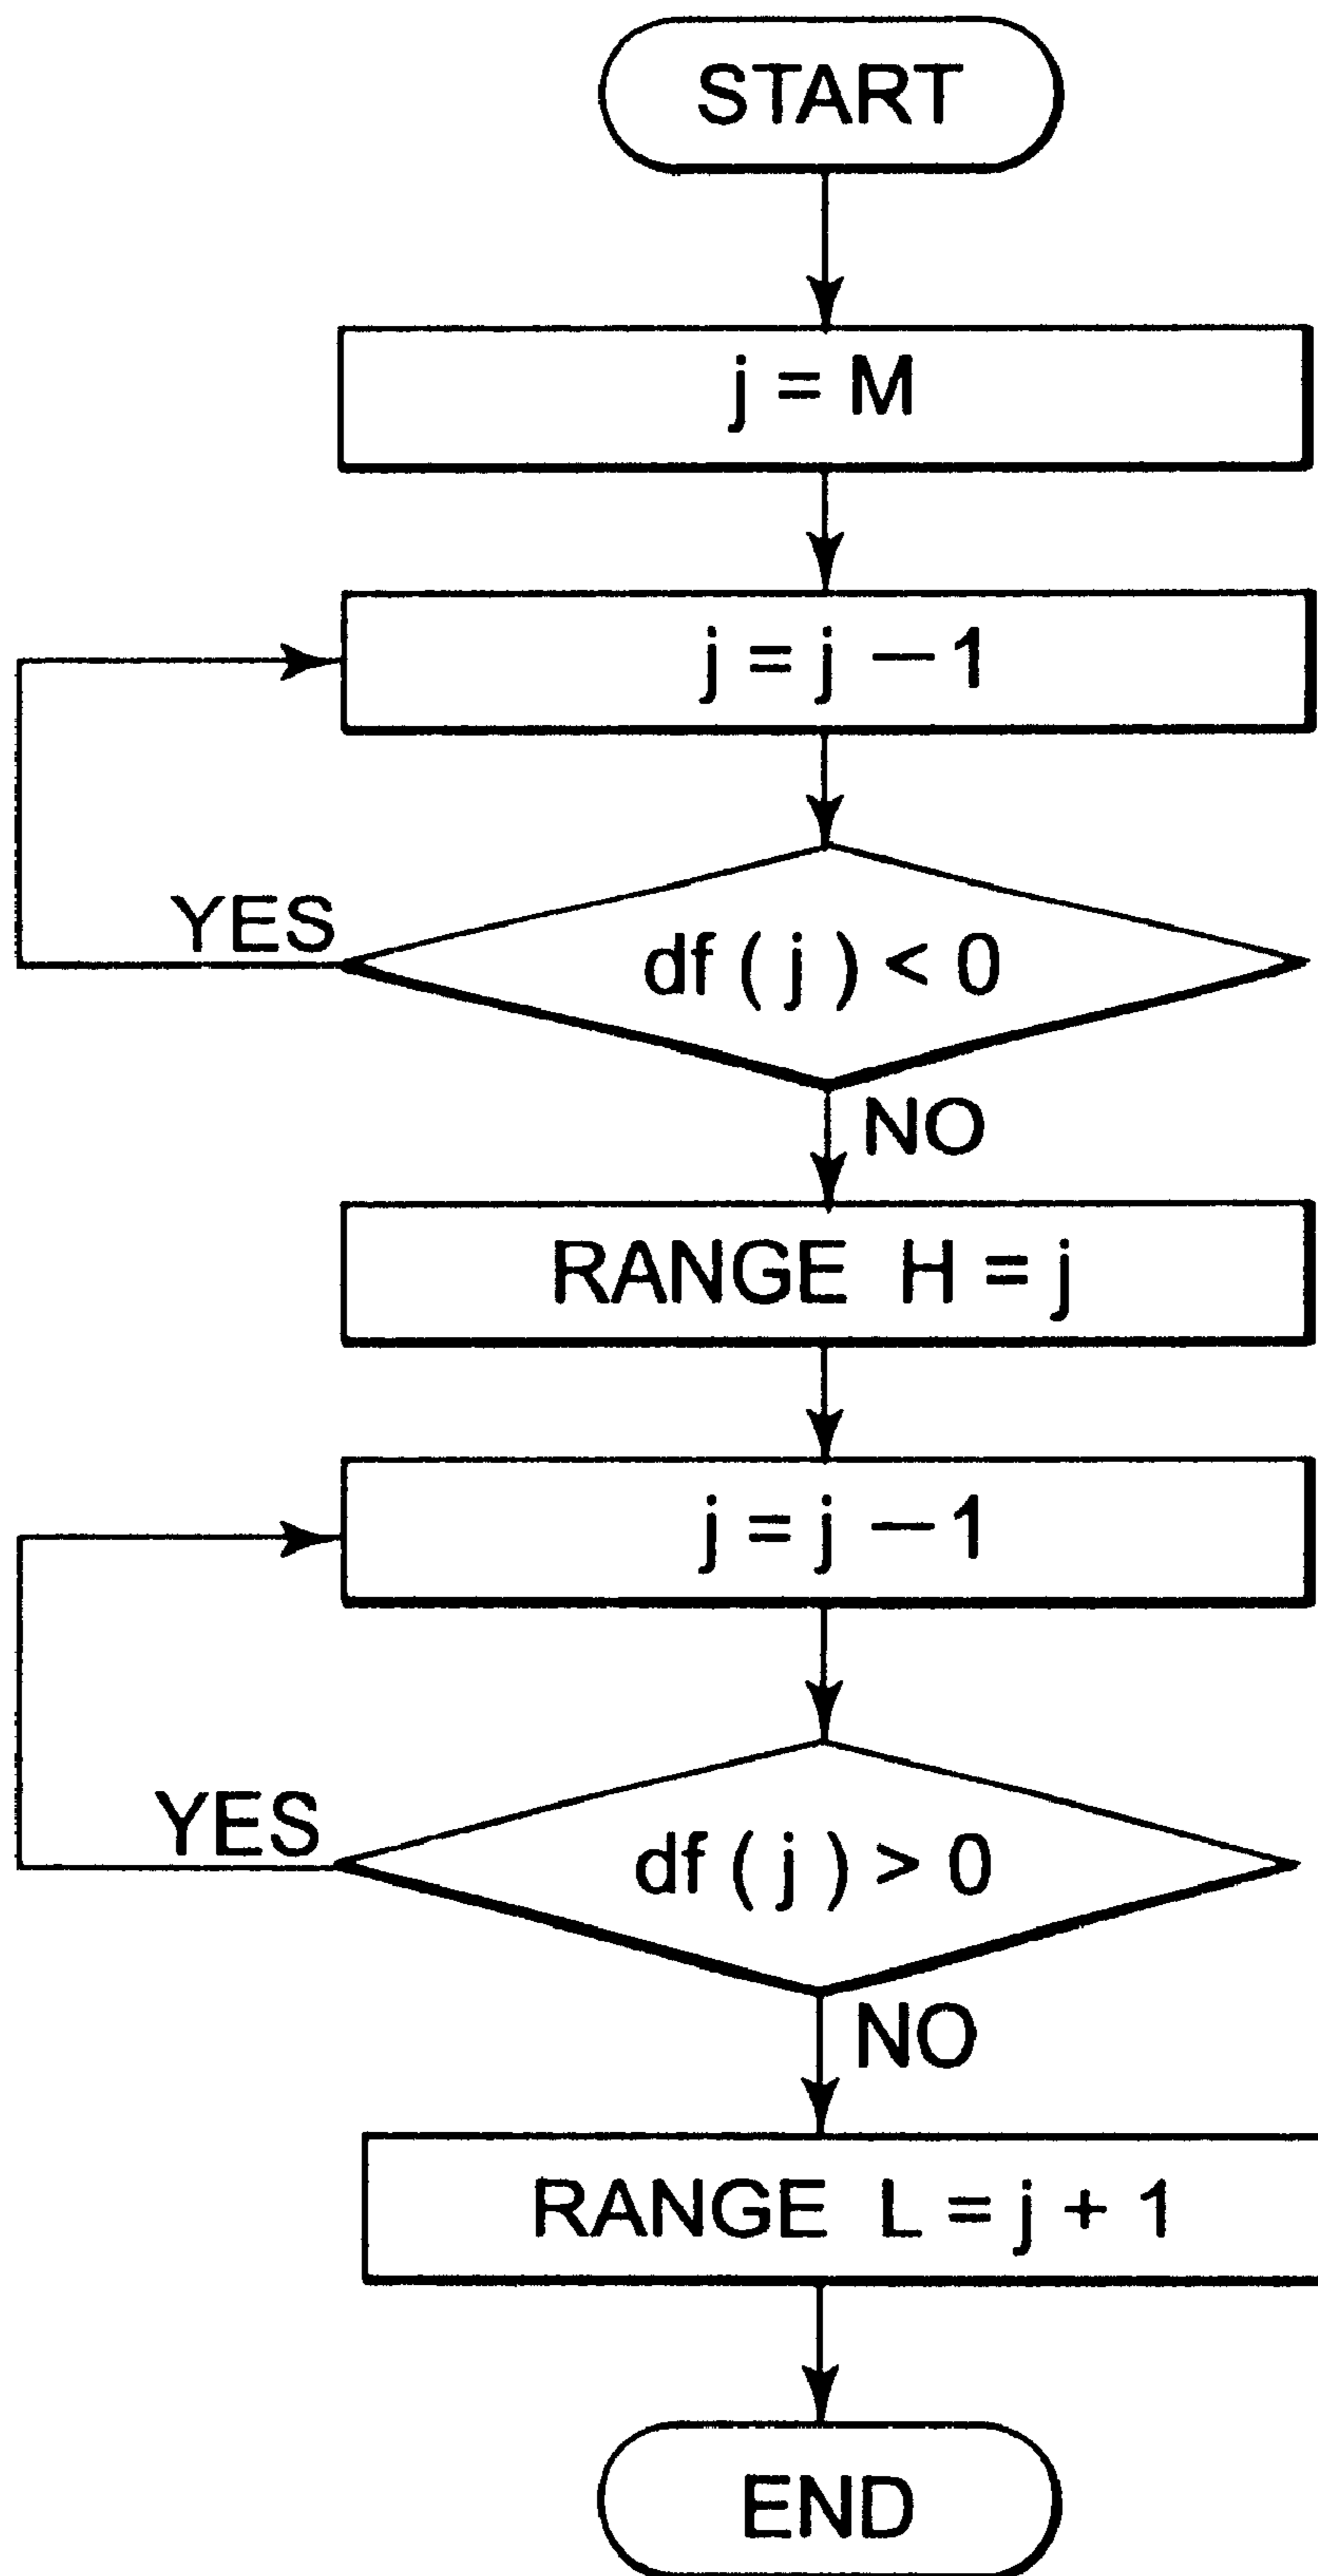 START
j = M
j = j − 1
df ( j ) < 0
YES
NO
RANGE H = j
j = j − 1
df ( j ) > 0
YES
NO
RANGE L = j + 1
END